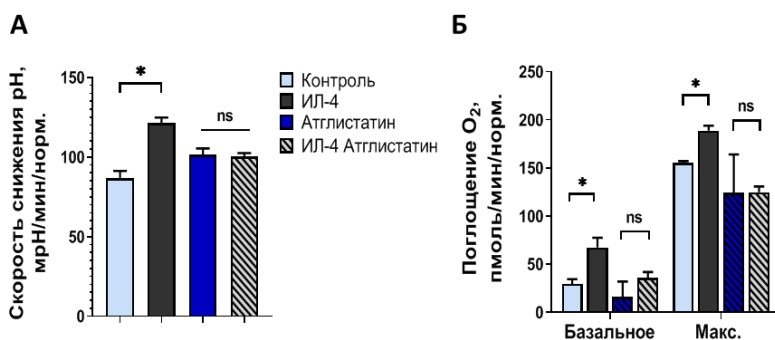 А
Скорость снижения pH,
мpH/мин/норм.
150
100
50
0
*
ns
Контроль
ИЛ-4
Атглистатин
ИЛ-4 Атглистатин
Б
Поглощение O₂,
пмоль/мин/норм.
250
200
150
100
50
0
*
ns
*
ns
Базальное
Макс.